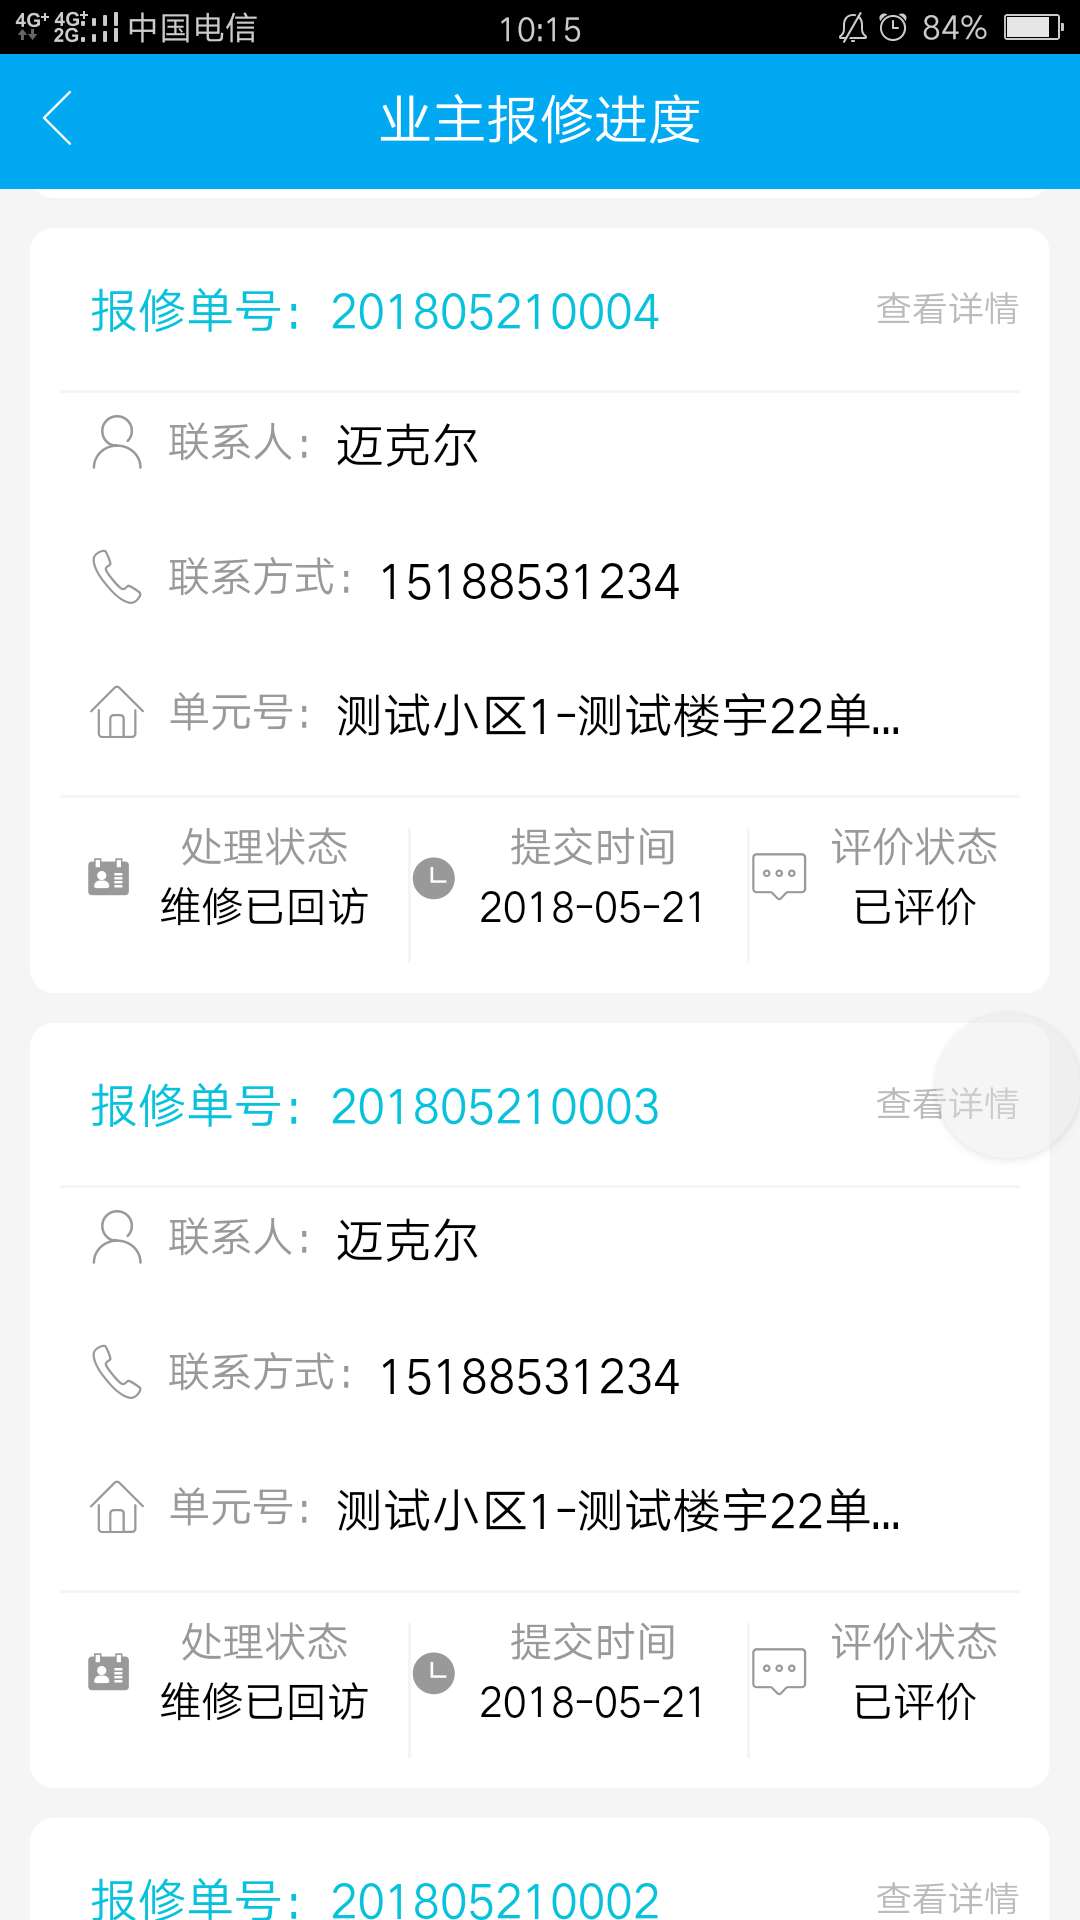 4G+ 4G+ 2G 中国电信 10:15 84%
业主报修进度
报修单号：201805210004 查看详情
联系人：迈克尔
联系方式：15188531234
单元号：测试小区1-测试楼宇22单...
处理状态 提交时间 评价状态
维修已回访 2018-05-21 已评价
报修单号：201805210003 查看详情
联系人：迈克尔
联系方式：15188531234
单元号：测试小区1-测试楼宇22单...
处理状态 提交时间 评价状态
维修已回访 2018-05-21 已评价
报修单号：201805210002 查看详情